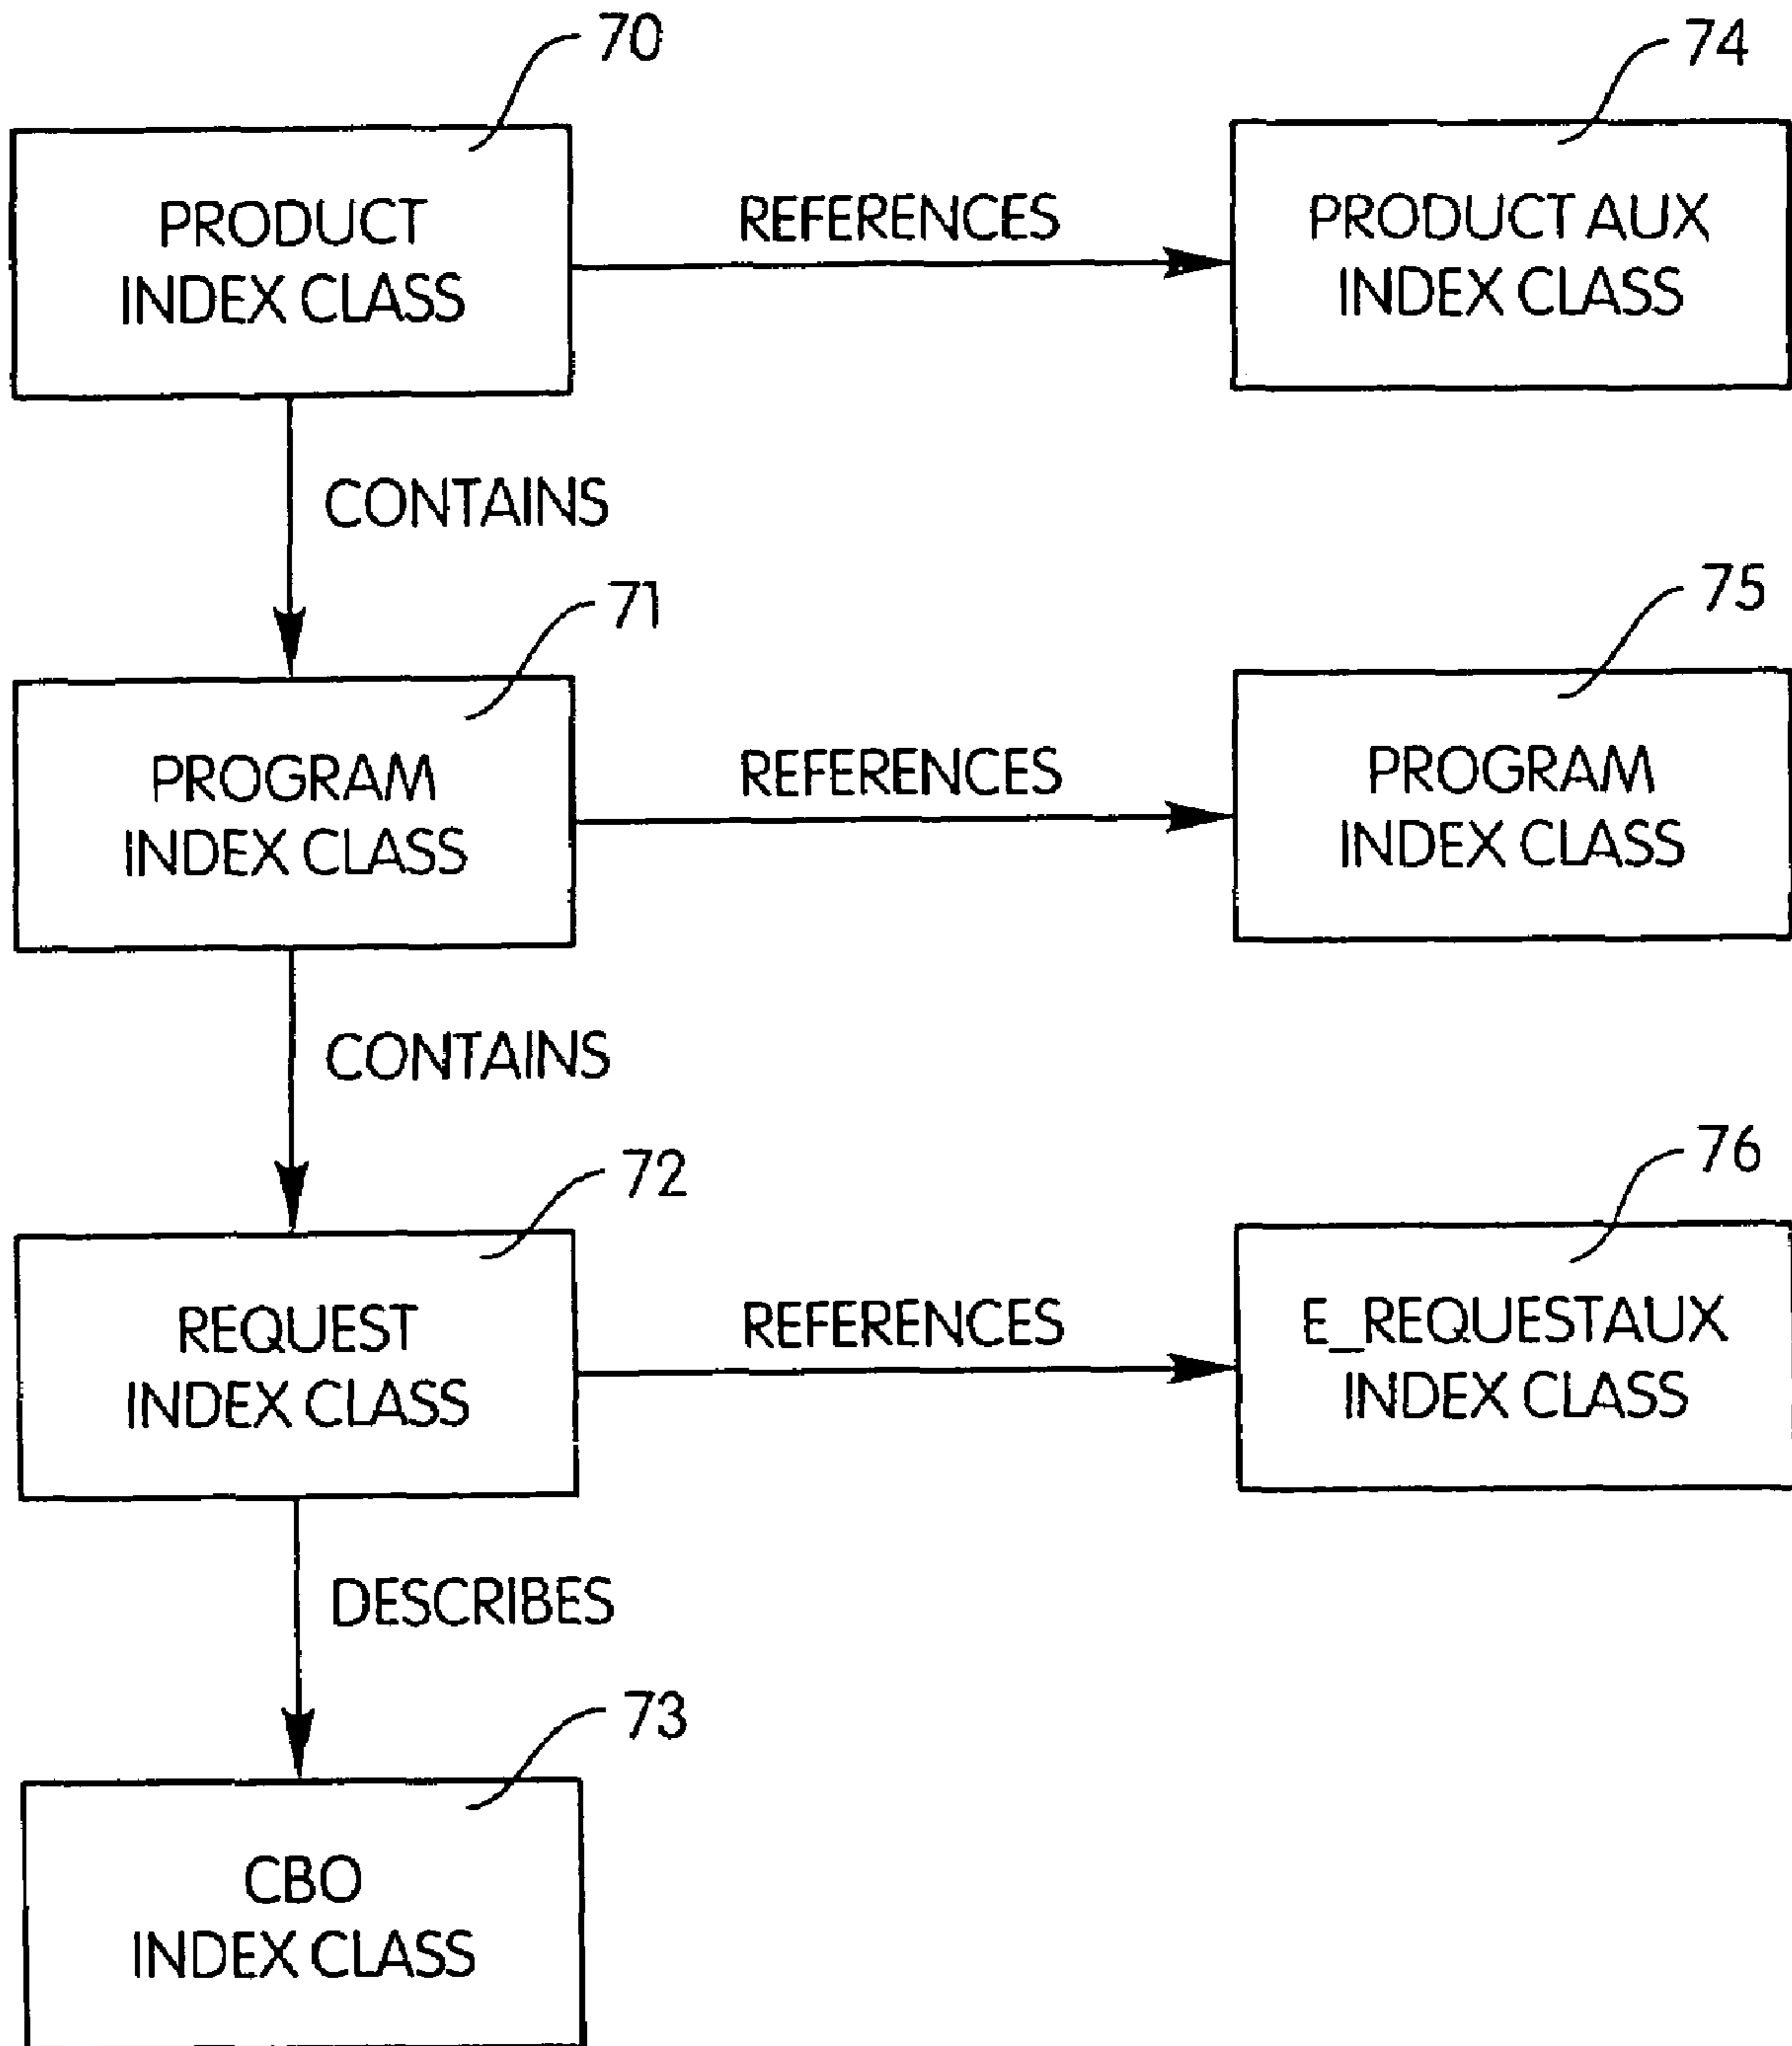 70
74
PRODUCT
INDEX CLASS
REFERENCES
PRODUCT AUX
INDEX CLASS
CONTAINS
71
75
PROGRAM
INDEX CLASS
REFERENCES
PROGRAM
INDEX CLASS
CONTAINS
72
76
REQUEST
INDEX CLASS
REFERENCES
E_REQUESTAUX
INDEX CLASS
DESCRIBES
73
CBO
INDEX CLASS